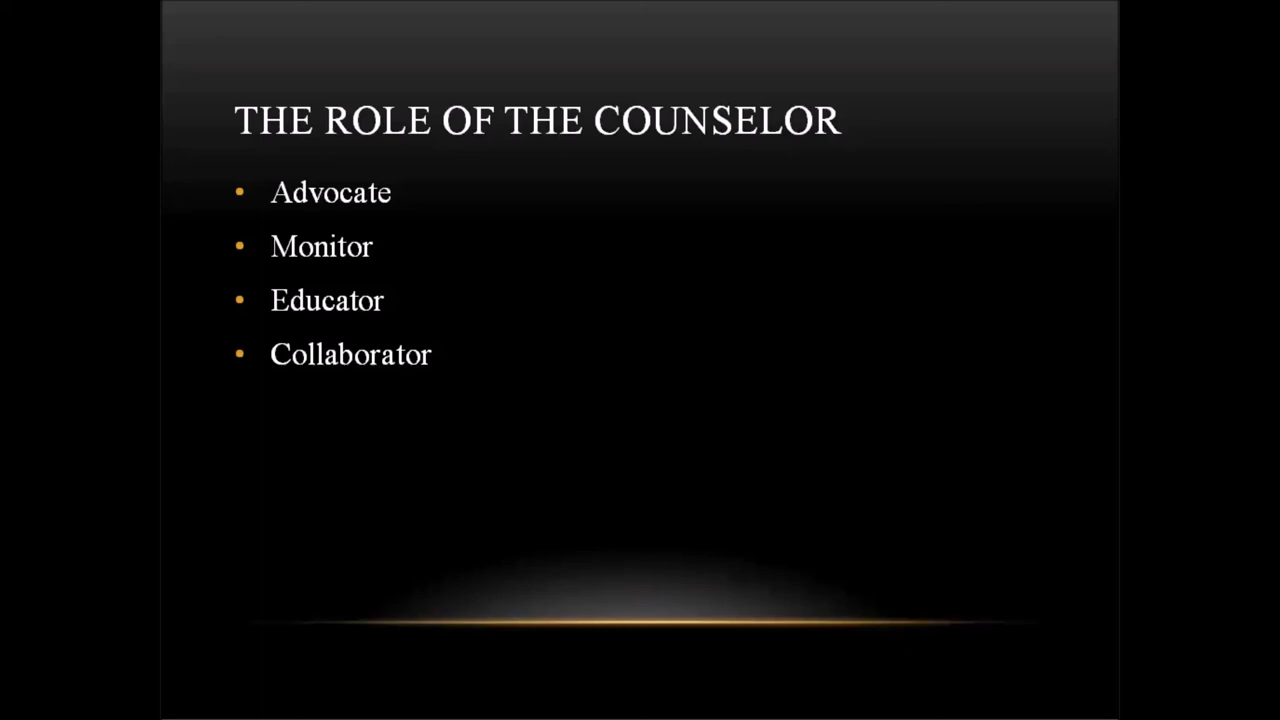 THE ROLE OF THE COUNSELOR
• Advocate
• Monitor
• Educator
• Collaborator